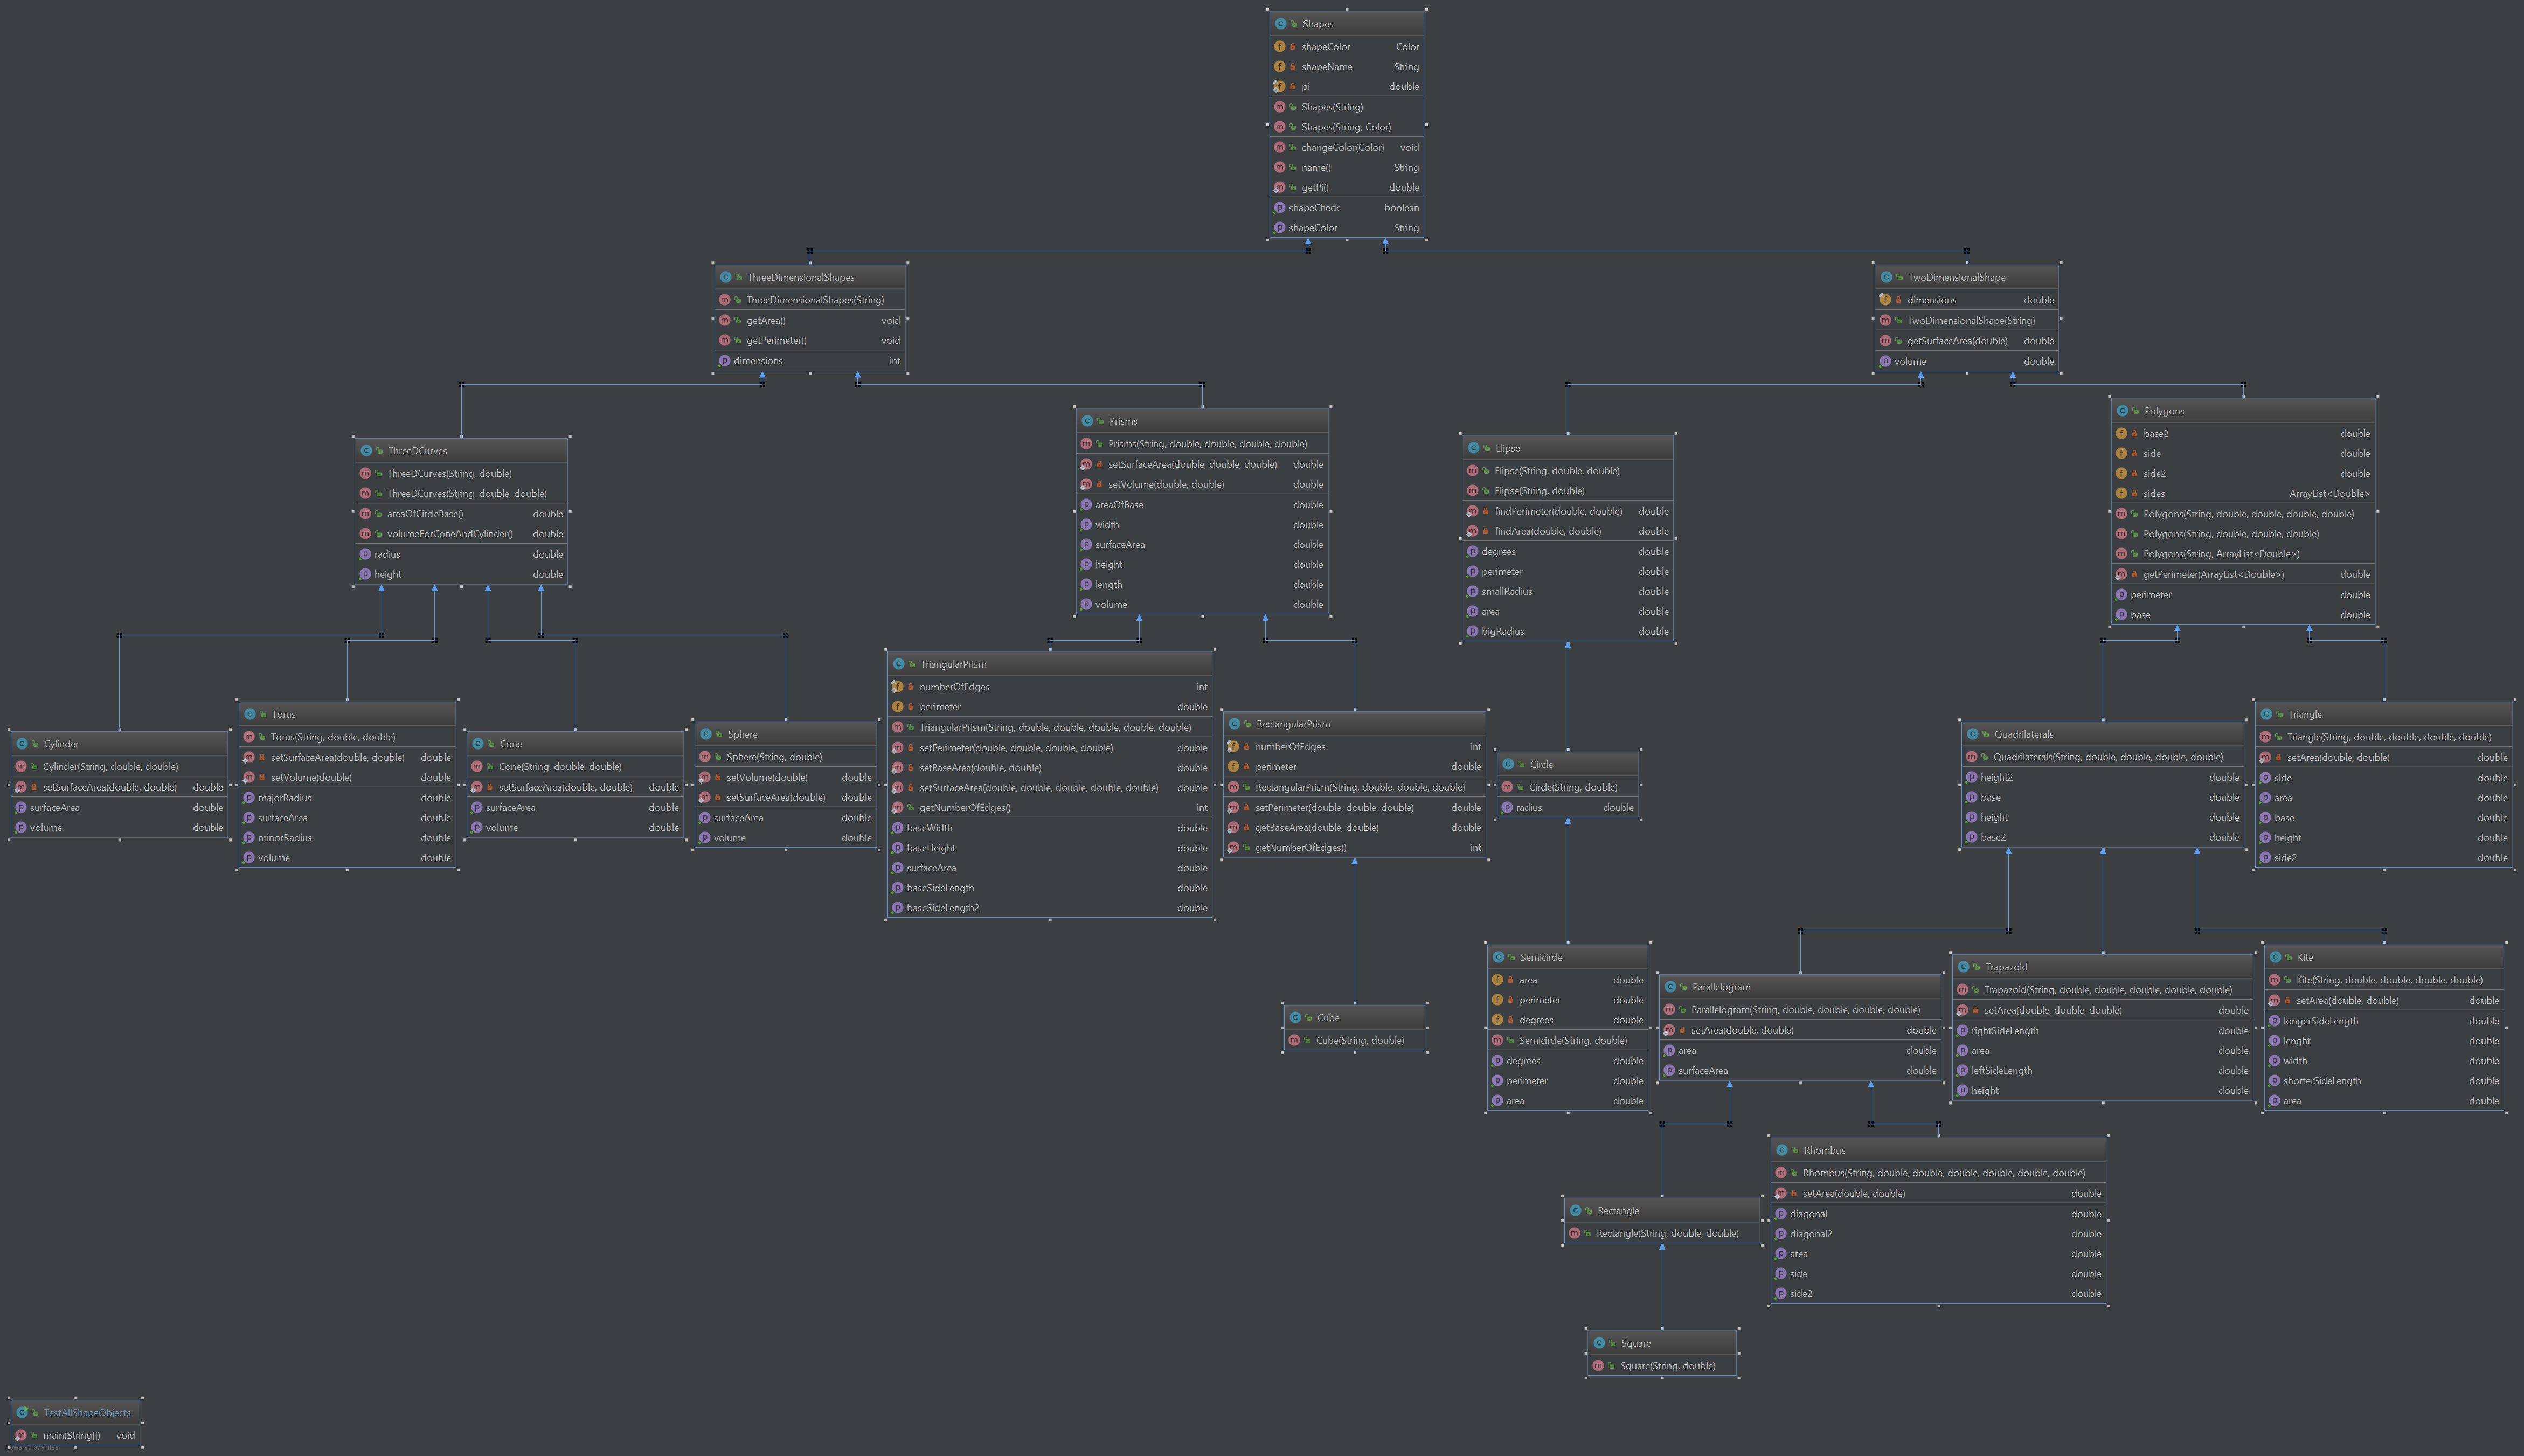 Shapes
shapeColor Color
shapeName String
pi double
Shapes(String)
Shapes(String, Color)
changeColor(Color) void
name() String
getPi() double
shapeCheck boolean
shapeColor String
ThreeDimensionalShapes
ThreeDimensionalShapes(String)
getArea() void
getPerimeter() void
dimensions int
TwoDimensionalShape
dimensions double
TwoDimensionalShape(String)
getSurfaceArea(double) double
volume double
ThreeDCurves
ThreeDCurves(String, double)
ThreeDCurves(String, double, double)
areaOfCircleBase() double
volumeForConeAndCylinder() double
radius double
height double
Prisms
Prisms(String, double, double, double, double)
setSurfaceArea(double, double, double) double
setVolume(double, double) double
areaOfBase double
width double
surfaceArea double
height double
length double
volume double
Elipse
Elipse(String, double, double)
Elipse(String, double)
findPerimeter(double, double) double
findArea(double, double) double
degrees double
perimeter double
smallRadius double
area double
bigRadius double
Polygons
base2 double
side double
side2 double
sides ArrayList<Double>
Polygons(String, double, double, double, double)
Polygons(String, double, double, double)
Polygons(String, ArrayList<Double>)
getPerimeter(ArrayList<Double>) double
perimeter double
base double
Cylinder
Cylinder(String, double, double)
setSurfaceArea(double, double) double
surfaceArea double
volume double
Torus
Torus(String, double, double)
setSurfaceArea(double, double) double
setVolume(double) double
majorRadius double
surfaceArea double
minorRadius double
volume double
Cone
Cone(String, double, double)
setSurfaceArea(double, double) double
surfaceArea double
volume double
Sphere
Sphere(String, double)
setVolume(double) double
setSurfaceArea(double) double
surfaceArea double
volume double
TriangularPrism
numberOfEdges int
perimeter double
TriangularPrism(String, double, double, double, double, double)
setPerimeter(double, double, double, double) double
setBaseArea(double, double) double
setSurfaceArea(double, double, double, double, double) double
getNumberOfEdges() int
baseWidth double
baseHeight double
surfaceArea double
baseSideLength double
baseSideLength2 double
RectangularPrism
numberOfEdges int
perimeter double
RectangularPrism(String, double, double, double)
setPerimeter(double, double, double) double
getBaseArea(double, double) double
getNumberOfEdges() int
Circle
Circle(String, double)
radius double
Quadrilaterals
Quadrilaterals(String, double, double, double, double)
height2 double
base double
height double
base2 double
Triangle
Triangle(String, double, double, double, double)
setArea(double, double) double
side double
area double
base double
height double
side2 double
Cube
Cube(String, double)
Semicircle
area double
perimeter double
degrees double
Semicircle(String, double)
degrees double
perimeter double
area double
Parallelogram
Parallelogram(String, double, double, double, double)
setArea(double, double) double
area double
surfaceArea double
Trapazoid
Trapazoid(String, double, double, double, double, double)
setArea(double, double, double) double
rightSideLength double
area double
leftSideLength double
height double
Kite
Kite(String, double, double, double, double)
setArea(double, double) double
longerSideLength double
lenght double
width double
shorterSideLength double
area double
Rectangle
Rectangle(String, double, double)
Rhombus
Rhombus(String, double, double, double, double, double, double)
setArea(double, double) double
diagonal double
diagonal2 double
area double
side double
side2 double
Square
Square(String, double)
TestAllShapeObjects
main(String[]) void